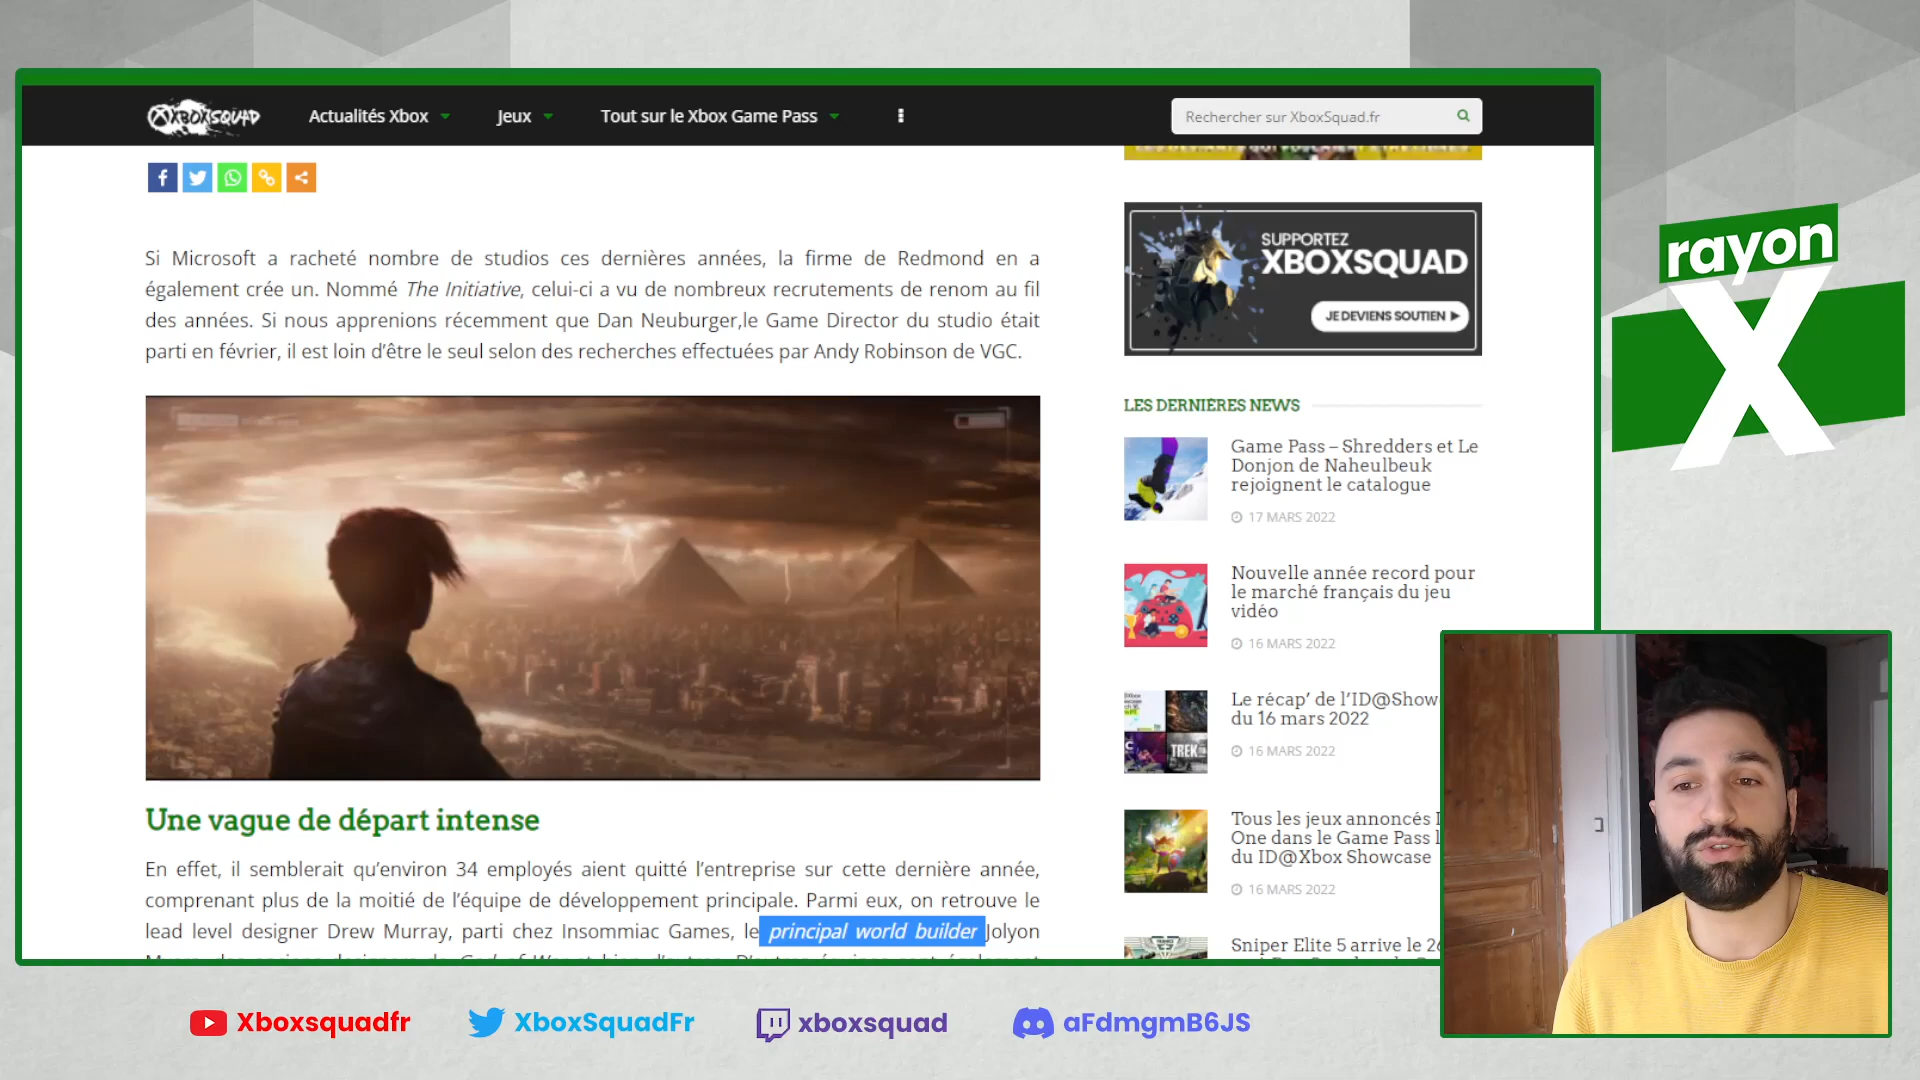 XBOXSQUAD
Actualités Xbox
Jeux
Tout sur le Xbox Game Pass
Rechercher sur XboxSquad.fr
Si Microsoft a racheté nombre de studios ces dernières années, la firme de Redmond en a
également crée un. Nommé The Initiative, celui-ci a vu de nombreux recrutements de renom au fil
des années. Si nous apprenions récemment que Dan Neuburger,le Game Director du studio était
parti en février, il est loin d’être le seul selon des recherches effectuées par Andy Robinson de VGC.
Une vague de départ intense
En effet, il semblerait qu’environ 34 employés aient quitté l’entreprise sur cette dernière année,
comprenant plus de la moitié de l’équipe de développement principale. Parmi eux, on retrouve le
lead level designer Drew Murray, parti chez Insommiac Games, le principal world builder Jolyon
SUPPORTEZ
XBOXSQUAD
JE DEVIENS SOUTIEN
LES DERNIÈRES NEWS
Game Pass – Shredders et Le
Donjon de Naheulbeuk
rejoignent le catalogue
17 MARS 2022
Nouvelle année record pour
le marché français du jeu
vidéo
16 MARS 2022
Le récap’ de l’ID@Show
du 16 mars 2022
16 MARS 2022
TREK
Tous les jeux annoncés
One dans le Game Pass
du ID@Xbox Showcase
16 MARS 2022
Sniper Elite 5 arrive le
rayon
X
Xboxsquadfr
XboxSquadFr
xboxsquad
aFdmgmB6JS